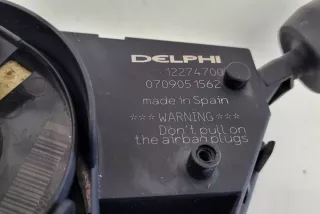 DELPHI
12274700
070905 1562
made in Spain
*** WARNING ***
Don't pull on
the airbag plugs